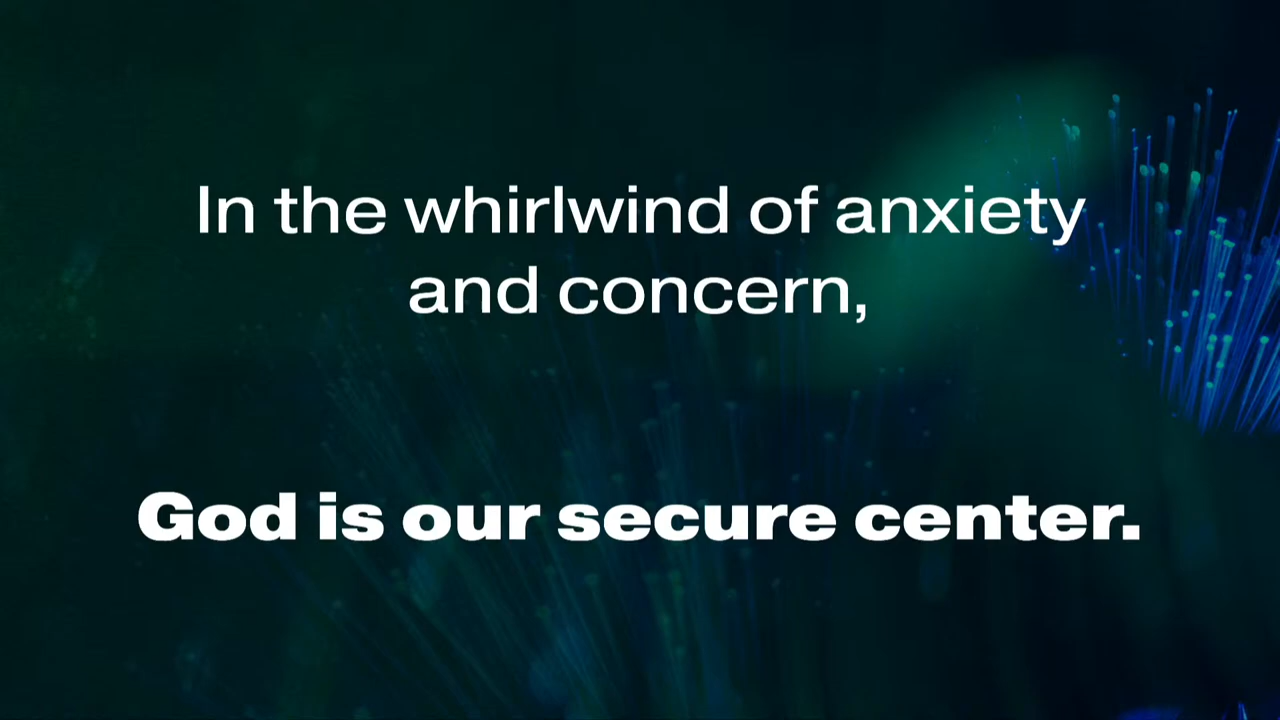 In the whirlwind of anxiety
and concern,
God is our secure center.